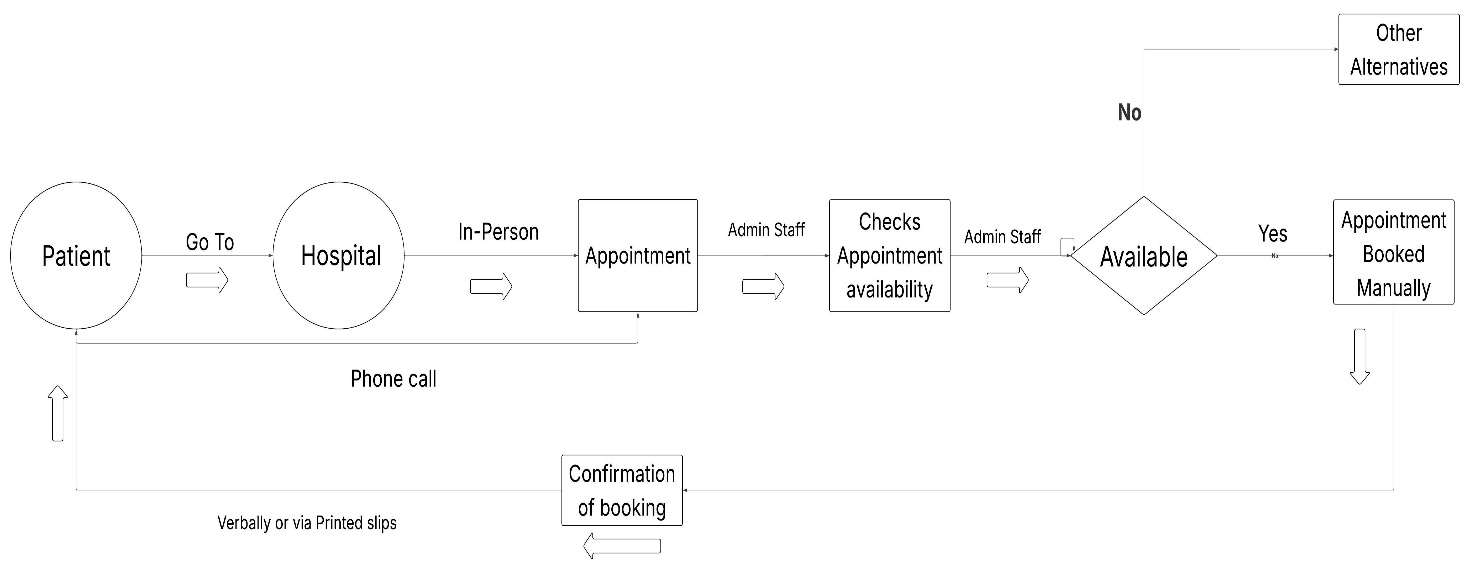 Other
Alternatives
No
Patient
Go To
Hospital
In-Person
Appointment
Admin Staff
Checks
Appointment
availability
Admin Staff
Available
Yes
No
Appointment
Booked
Manually
Phone call
Confirmation
of booking
Verbally or via Printed slips